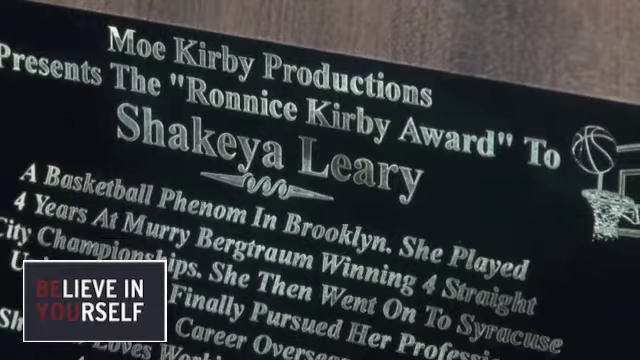 Moe Kirby Productions
Presents The "Ronnice Kirby Award" To
Shakeya Leary
A Basketball Phenom In Brooklyn. She Played
4 Years At Murry Bergtraum Winning 4 Straight
City Championships. She Then Went On To Syracuse
Finally Pursued Her
Career
BELIEVE IN
YOURSELF